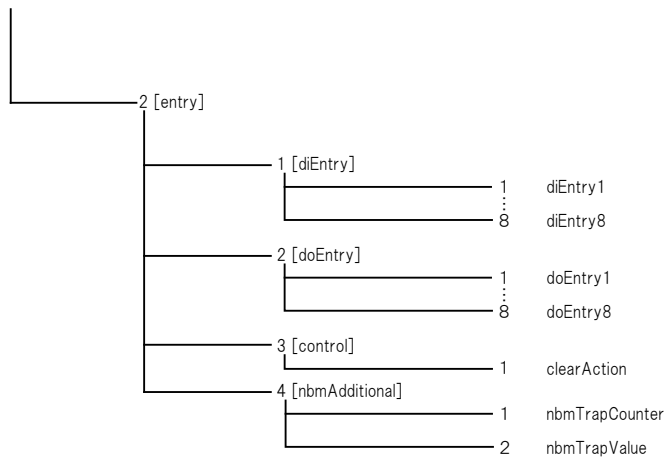 2 [entry]
1 [diEntry]
1 diEntry1
⋮
8 diEntry8
2 [doEntry]
1 doEntry1
⋮
8 doEntry8
3 [control]
1 clearAction
4 [nbmAdditional]
1 nbmTrapCounter
2 nbmTrapValue